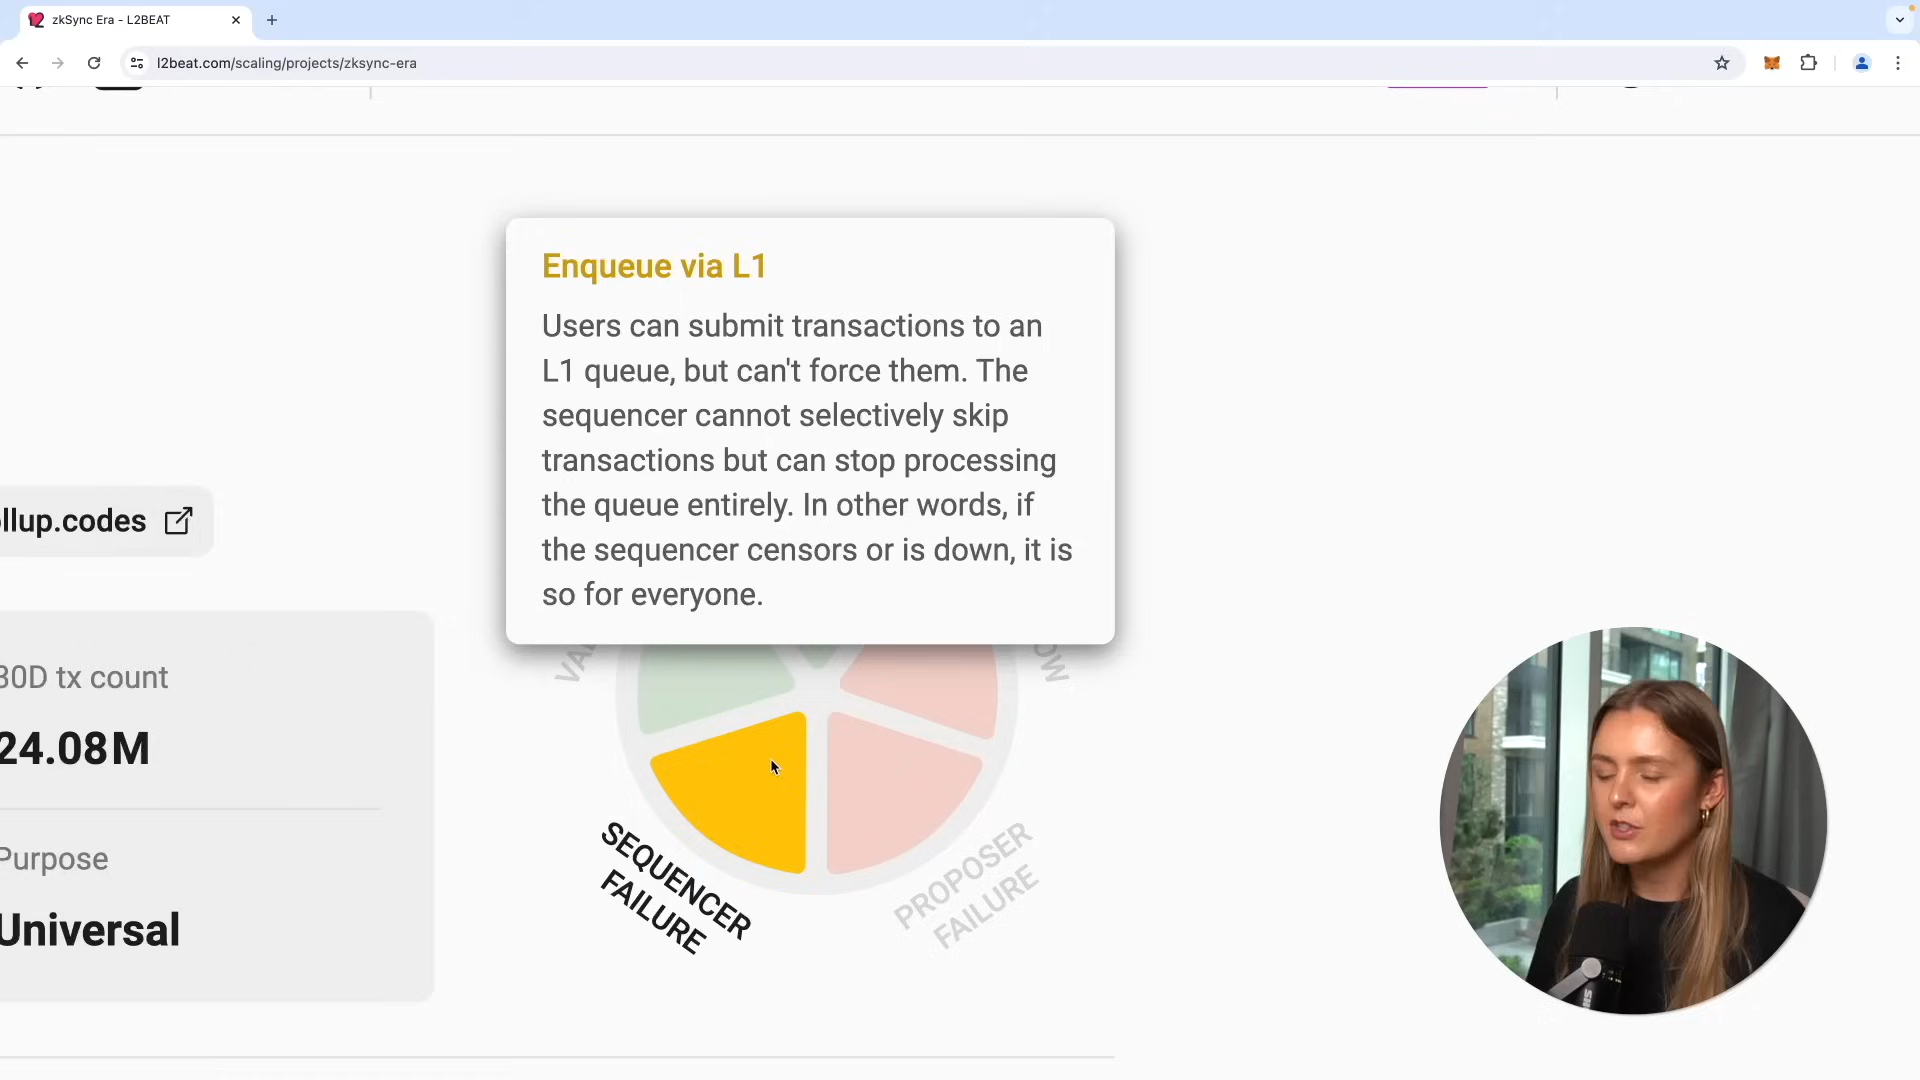 zkSync Era - L2BEAT
l2beat.com/scaling/projects/zksync-era
Enqueue via L1
Users can submit transactions to an
L1 queue, but can't force them. The
sequencer cannot selectively skip
transactions but can stop processing
the queue entirely. In other words, if
the sequencer censors or is down, it is
so for everyone.
ollup.codes
30D tx count
24.08M
Purpose
Universal
SEQUENCER
FAILURE
PROPOSER
FAILURE